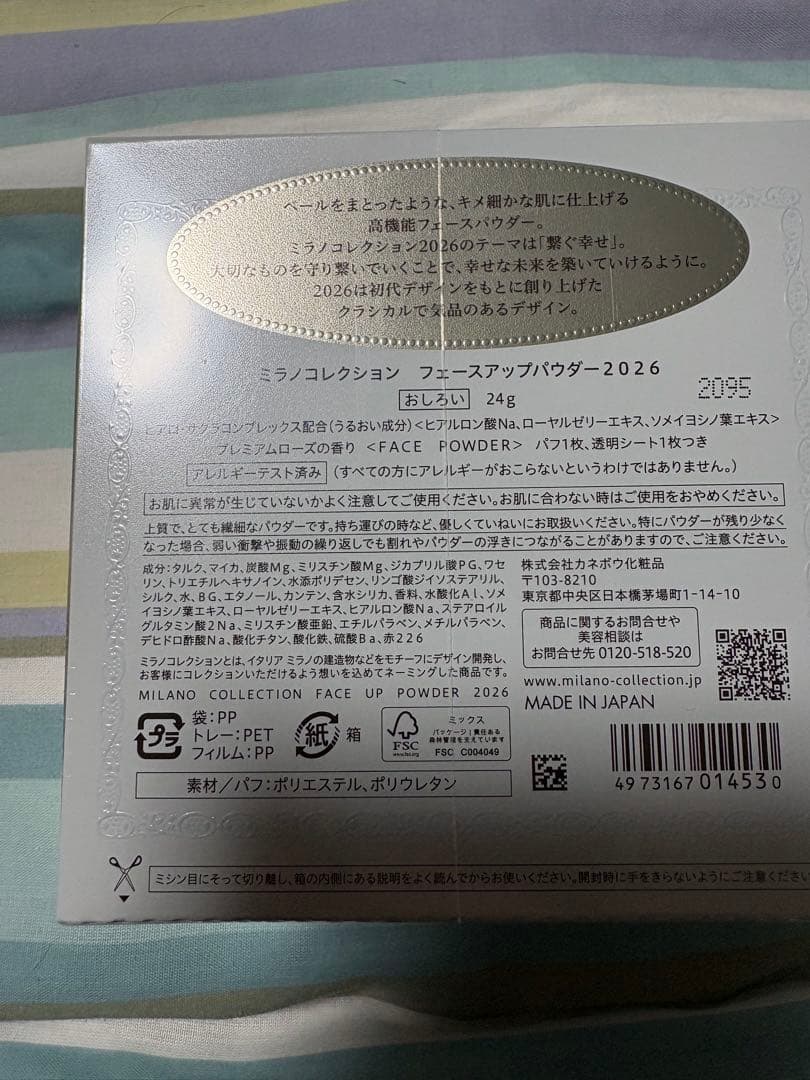 ベールをまとったような、キメ細かな肌に仕上げる
高機能フェースパウダー。
ミラノコレクション2026のテーマは「繋ぐ幸せ」。
大切なものを守り繋いでいくことで、幸せな未来を築いていけるように。
2026は初代デザインをもとに創り上げた
クラシカルで気品のあるデザイン。
ミラノコレクション　フェースアップパウダー2026
おしろい 24g
2095
ヒアロ・サクラコンプレックス配合（うるおい成分）<ヒアルロン酸Na、ローヤルゼリーエキス、ソメイヨシノ葉エキス>
プレミアムローズの香り <FACE POWDER> パフ1枚、透明シート1枚つき
アレルギーテスト済み（すべての方にアレルギーがおこらないというわけではありません。）
お肌に異常が生じていないかよく注意してご使用ください。お肌に合わない時はご使用をおやめください。
上質で、とても繊細なパウダーです。持ち運びの時など、優しくていねいにお取扱いください。特にパウダーが残り少なく
なった場合、弱い衝撃や振動の繰り返しでも割れやパウダーの浮きにつながることがありますので、ご注意ください。
成分：タルク、マイカ、炭酸Mg、ミリスチン酸Mg、ジカプリル酸PG、ワセ
リン、トリエチルヘキサノイン、水添ポリデセン、リンゴ酸ジイソステアリル、
シルク、水、BG、エタノール、カンテン、含水シリカ、香料、水酸化Al、ソメ
イヨシノ葉エキス、ローヤルゼリーエキス、ヒアルロン酸Na、ステアロイル
グルタミン酸2Na、ミリスチン酸亜鉛、エチルパラベン、メチルパラベン、
デヒドロ酢酸Na、酸化チタン、酸化鉄、硫酸Ba、赤226
ミラノコレクションとは、イタリア ミラノの建造物などをモチーフにデザイン開発し、
お客様にコレクションいただけるよう想いを込めてネーミングした商品です。
MILANO COLLECTION FACE UP POWDER 2026
株式会社カネボウ化粧品
〒103-8210
東京都中央区日本橋茅場町1-14-10
商品に関するお問合せや
美容相談は
お問合せ先 0120-518-520
www.milano-collection.jp
MADE IN JAPAN
プラ
袋：PP
トレー：PET
フィルム：PP
紙 箱
FSC
www.fsc.org
ミックス
パッケージ｜責任ある
森林管理を支えています
FSC C004049
素材／パフ：ポリエステル、ポリウレタン
4973167014530
ミシン目にそって切り離し、箱の内側にある説明をよく読んでからお使いください。開封時に手をきらないようにご注意くださ